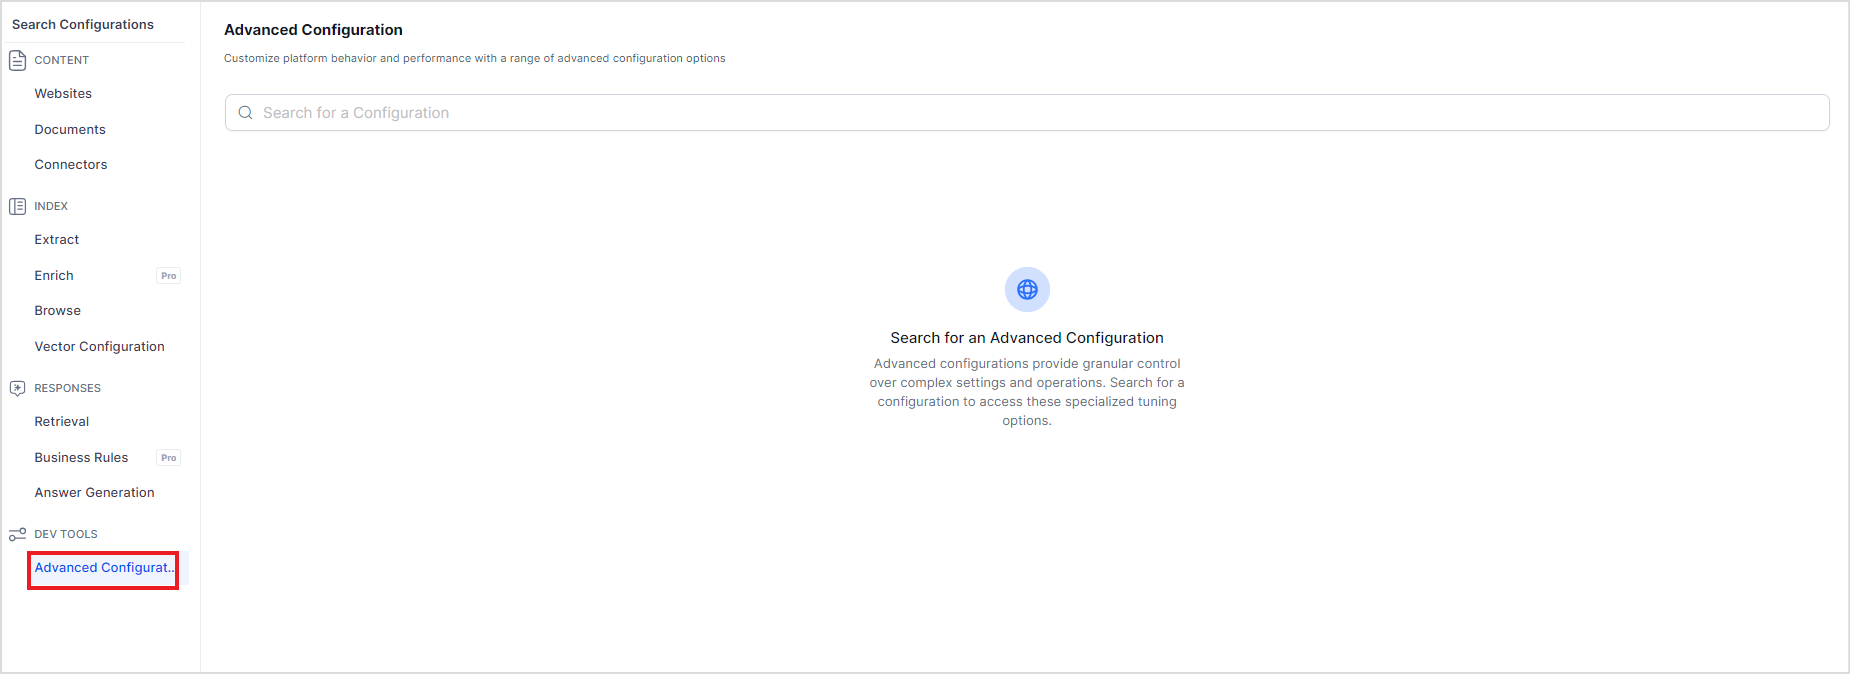 Search Configurations
CONTENT
Websites
Documents
Connectors
INDEX
Extract
Enrich Pro
Browse
Vector Configuration
RESPONSES
Retrieval
Business Rules Pro
Answer Generation
DEV TOOLS
Advanced Configurat..
Advanced Configuration
Customize platform behavior and performance with a range of advanced configuration options
Search for a Configuration
Search for an Advanced Configuration
Advanced configurations provide granular control
over complex settings and operations. Search for a
configuration to access these specialized tuning
options.